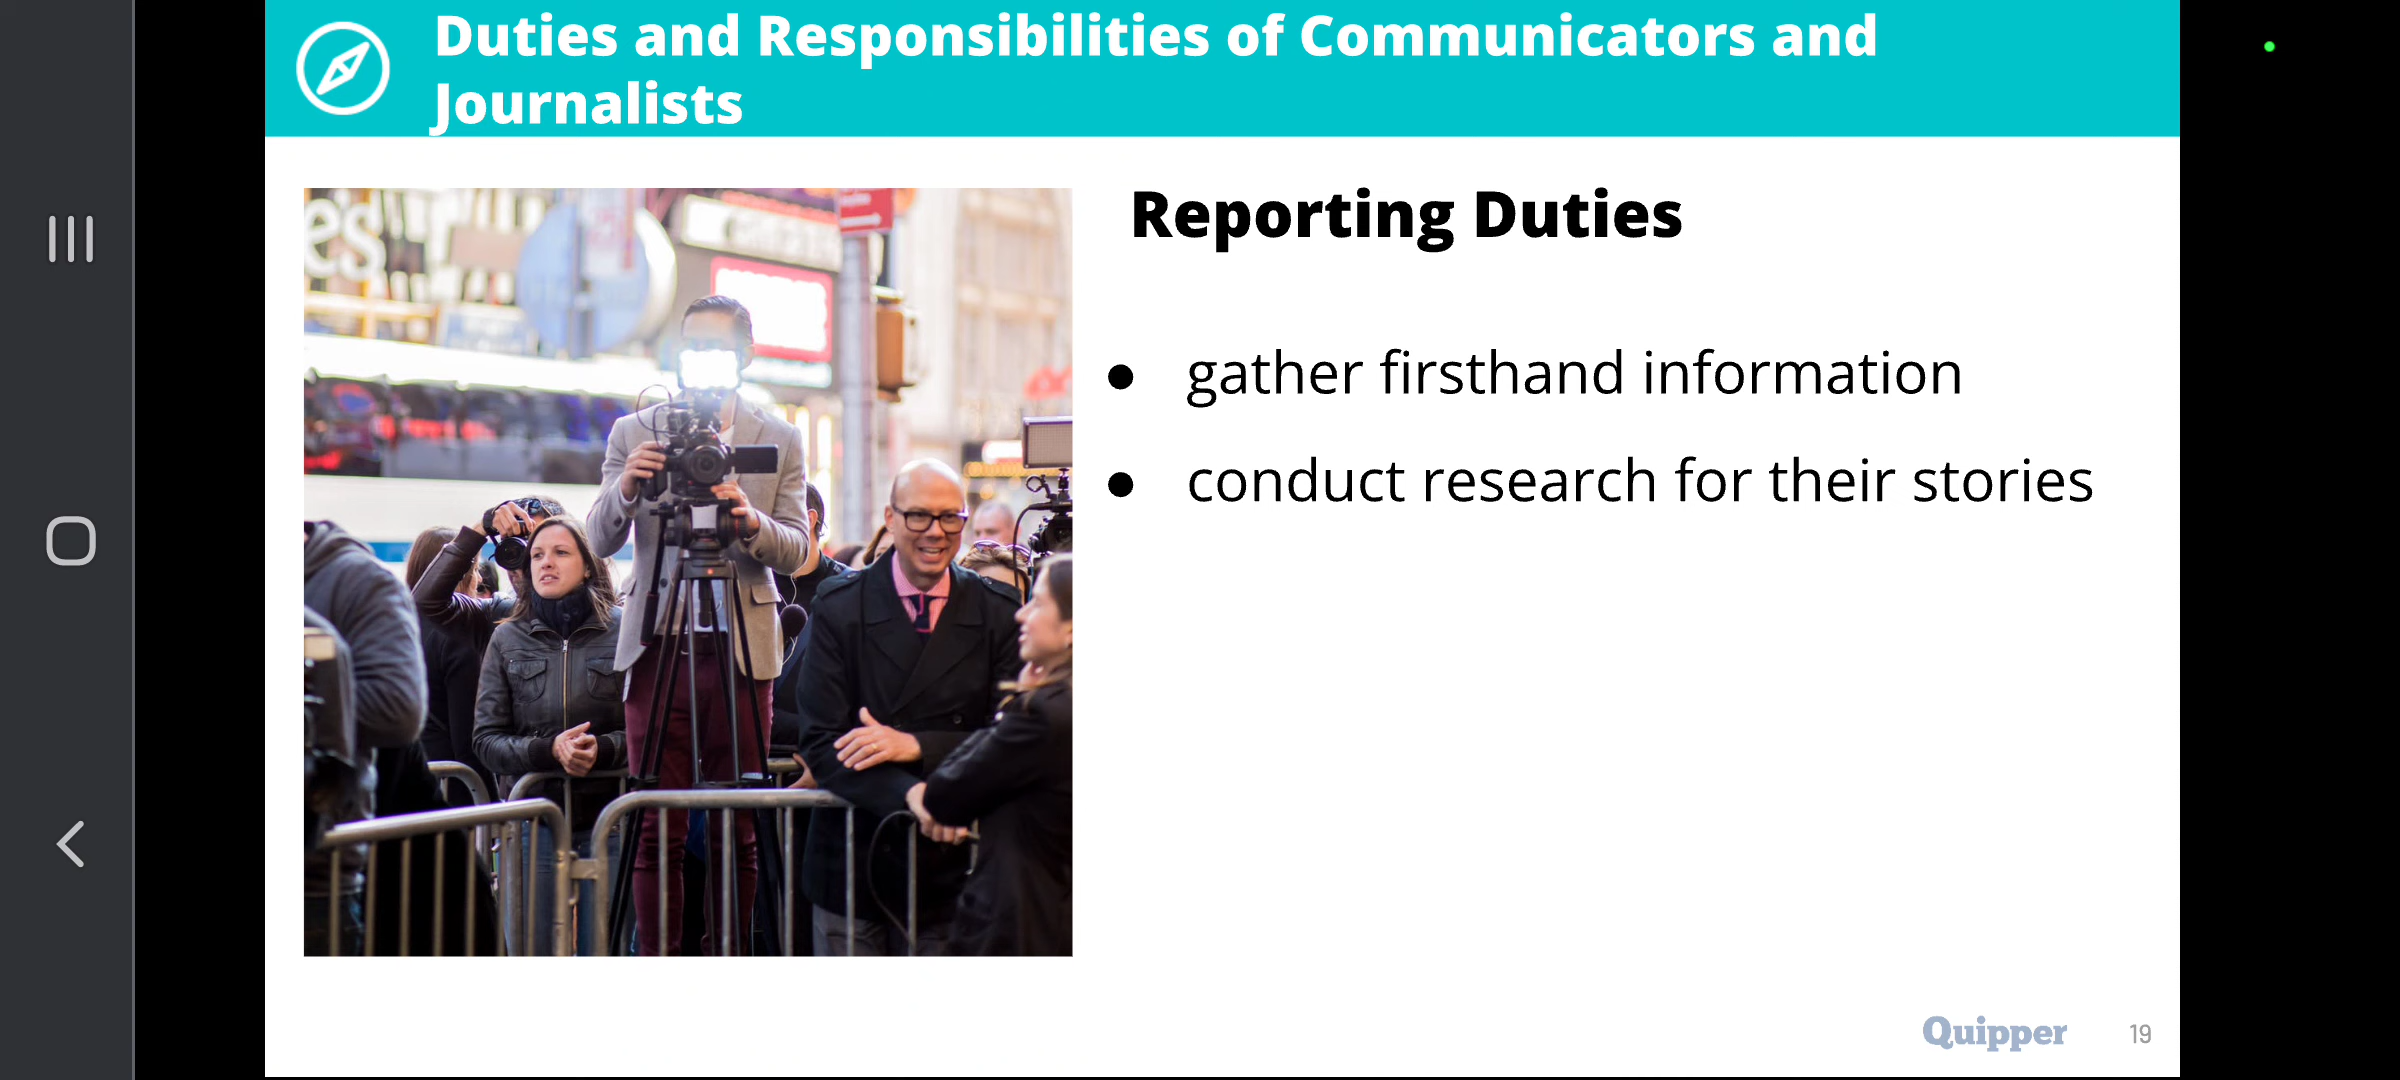 Duties and Responsibilities of Communicators and
Journalists
Reporting Duties
● gather firsthand information
● conduct research for their stories
Quipper 19